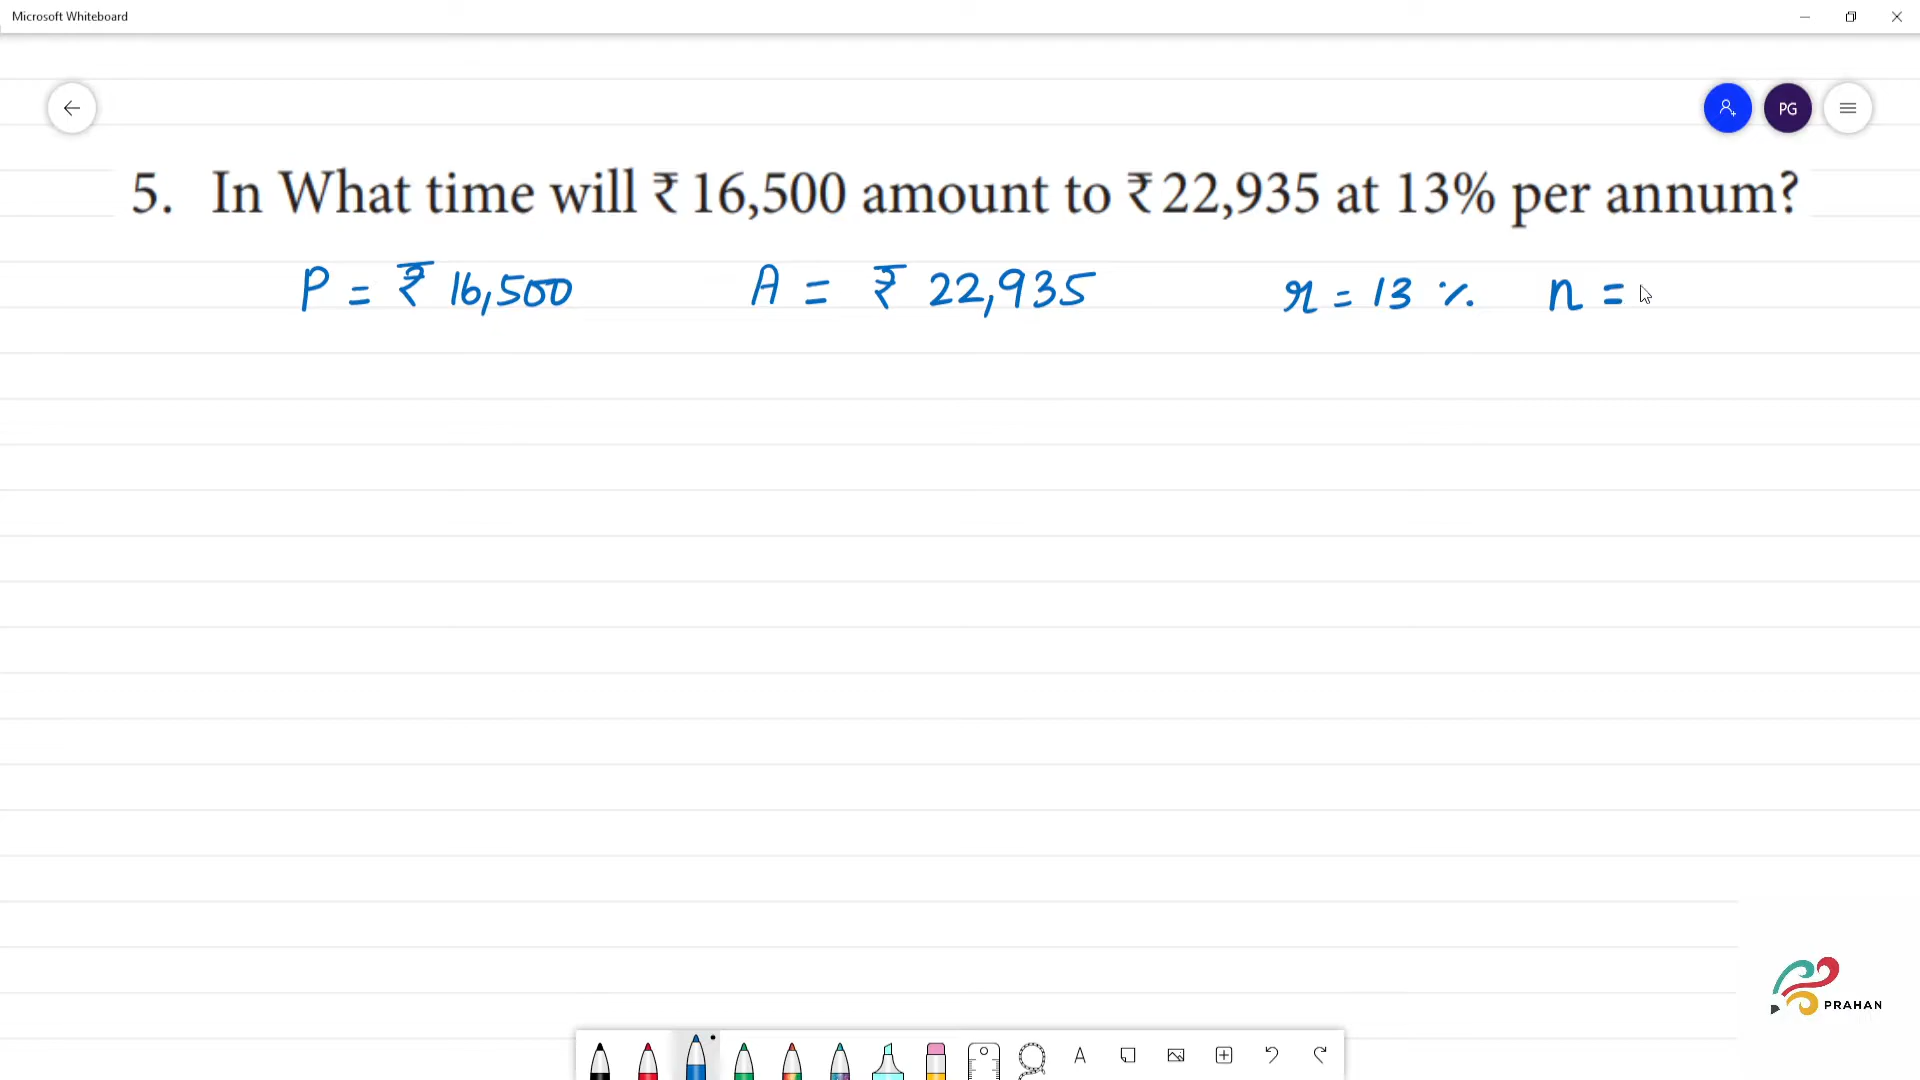 Microsoft Whiteboard
PG
5. In What time will ₹ 16,500 amount to ₹ 22,935 at 13% per annum?
P = ₹ 16,500 A = ₹ 22,935 r = 13 % n =
PRAHAN
A